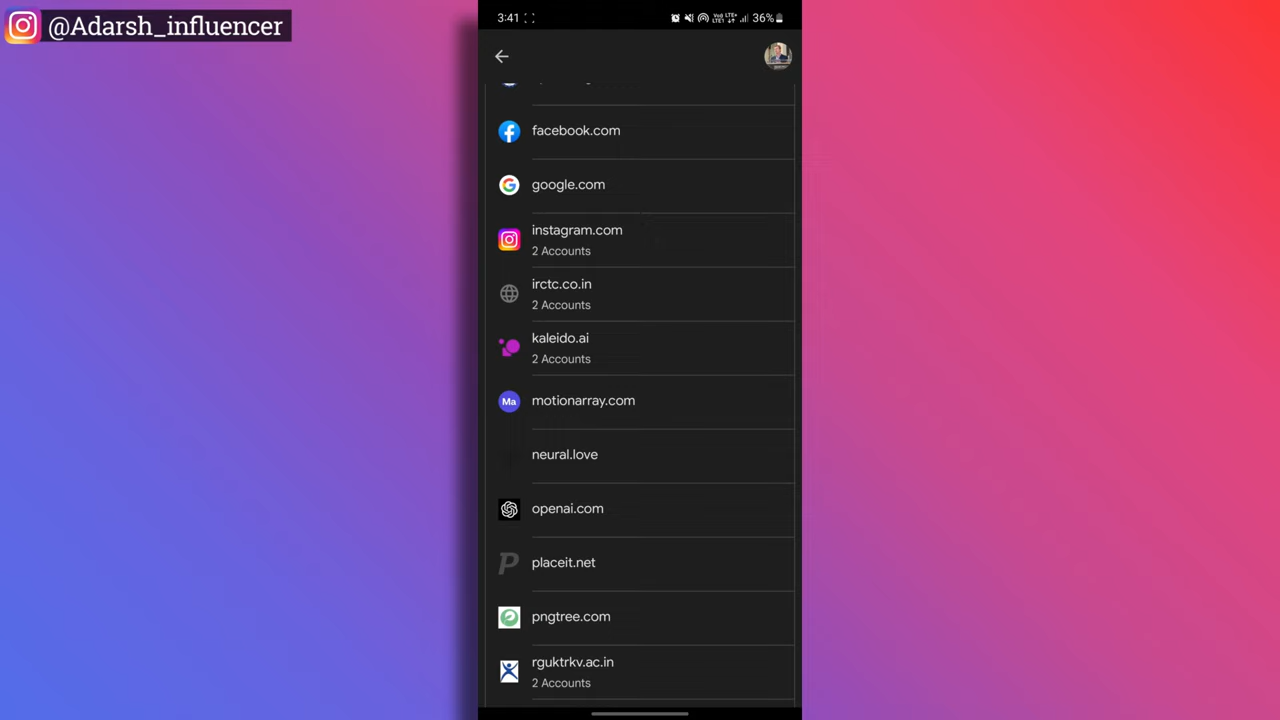 @Adarsh_influencer
3:41
36%
facebook.com
google.com
instagram.com
2 Accounts
irctc.co.in
2 Accounts
kaleido.ai
2 Accounts
Ma
motionarray.com
neural.love
openai.com
placeit.net
pngtree.com
rguktrkv.ac.in
2 Accounts